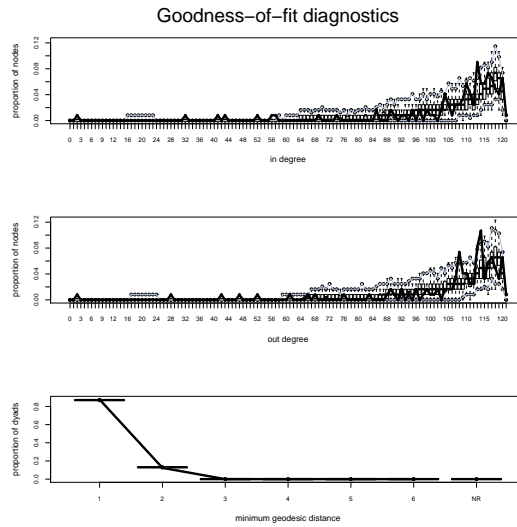 Goodness−of−fit diagnostics
proportion of nodes
0.00 0.04 0.08 0.12
0 3 6 9 12 16 20 24 28 32 36 40 44 48 52 56 60 64 68 72 76 80 84 88 92 96 100 105 110 115 120
in degree
proportion of nodes
0.00 0.04 0.08 0.12
0 3 6 9 12 16 20 24 28 32 36 40 44 48 52 56 60 64 68 72 76 80 84 88 92 96 100 105 110 115 120
out degree
proportion of dyads
0.0 0.2 0.4 0.6 0.8
1 2 3 4 5 6 NR
minimum geodesic distance